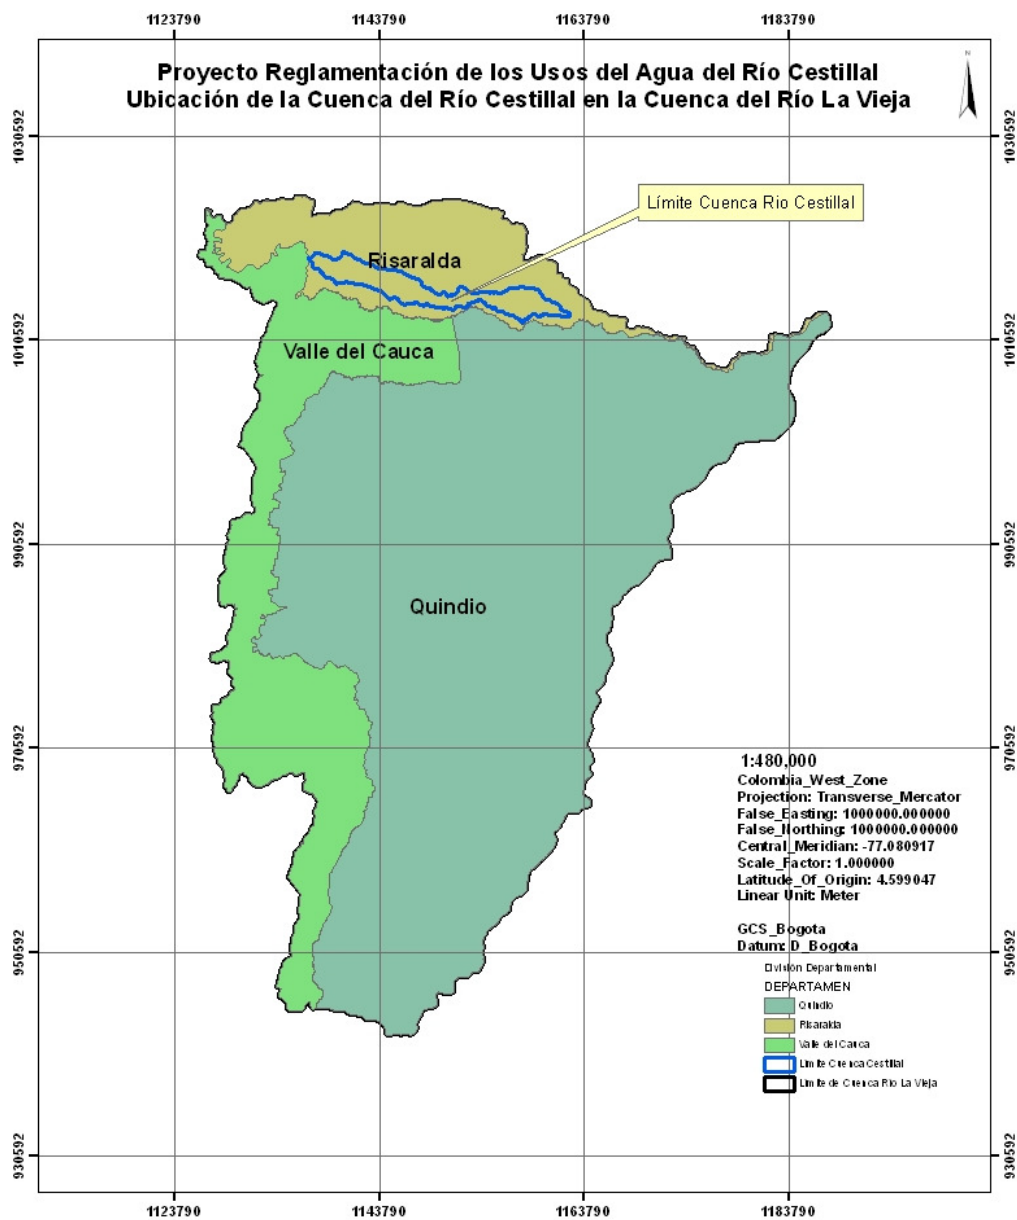 1123790 1143790 1163790 1183790
N
Proyecto Reglamentación de los Usos del Agua del Río Cestillal
Ubicación de la Cuenca del Río Cestillal en la Cuenca del Río La Vieja
1030592 1030592
Límite Cuenca Rio Cestillal
Risaralda
1010592 1010592
Valle del Cauca
990592 990592
Quindio
970592 970592
1:480,000
Colombia_West_Zone
Projection: Transverse_Mercator
False_Easting: 1000000.000000
False_Northing: 1000000.000000
Central_Meridian: -77.080917
Scale_Factor: 1.000000
Latitude_Of_Origin: 4.599047
Linear Unit: Meter
GCS_Bogota
Datum: D_Bogota
950592 950592
División Departamental
DEPARTAMEN
Quindio
Risaralda
Valle del Cauca
Límite Cuenca Cestillal
Límite de Cuenca Río La Vieja
930592 930592
1123790 1143790 1163790 1183790